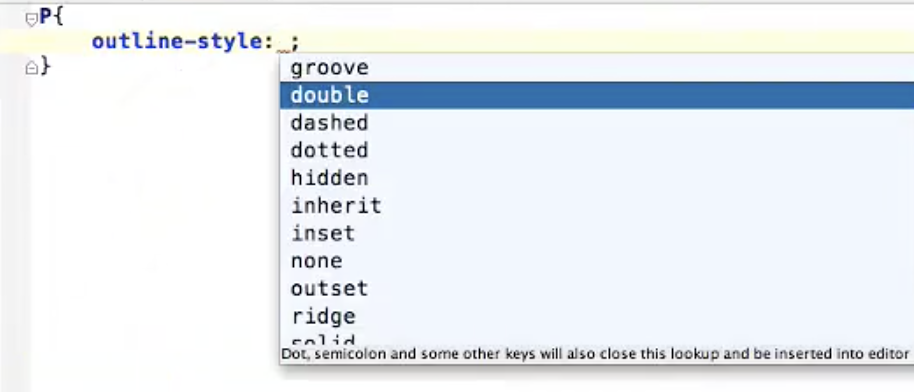 P{
outline-style: ;
}
groove
double
dashed
dotted
hidden
inherit
inset
none
outset
ridge
solid
Dot, semicolon and some other keys will also close this lookup and be inserted into editor